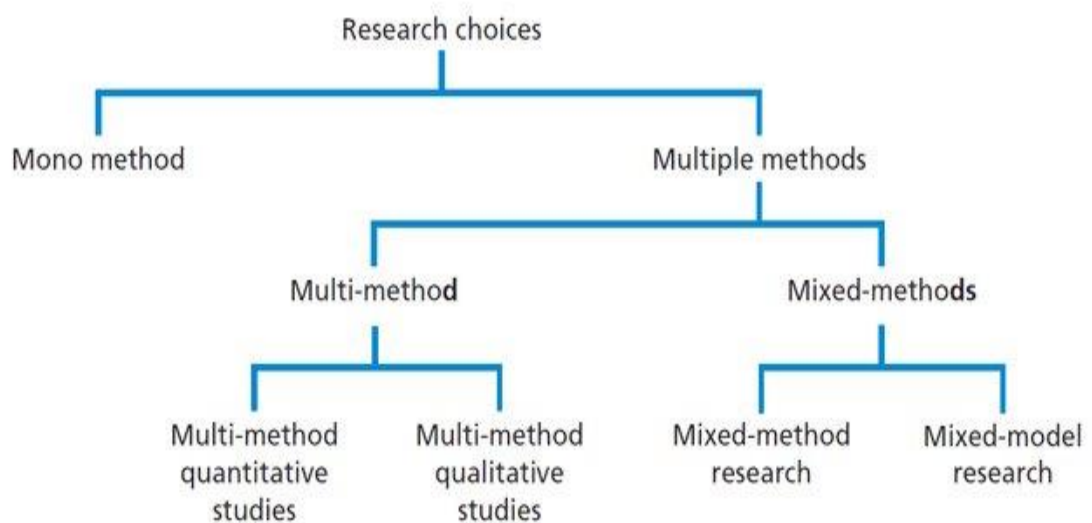 Research choices
Mono method
Multiple methods
Multi-method
Mixed-methods
Multi-method
quantitative
studies
Multi-method
qualitative
studies
Mixed-method
research
Mixed-model
research